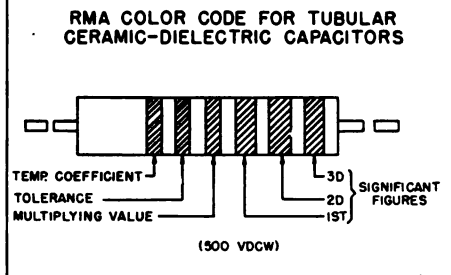 RMA COLOR CODE FOR TUBULAR
CERAMIC-DIELECTRIC CAPACITORS
TEMP. COEFFICIENT
TOLERANCE
MULTIPLYING VALUE
3D
2D
1ST
SIGNIFICANT
FIGURES
(500 VDCW)